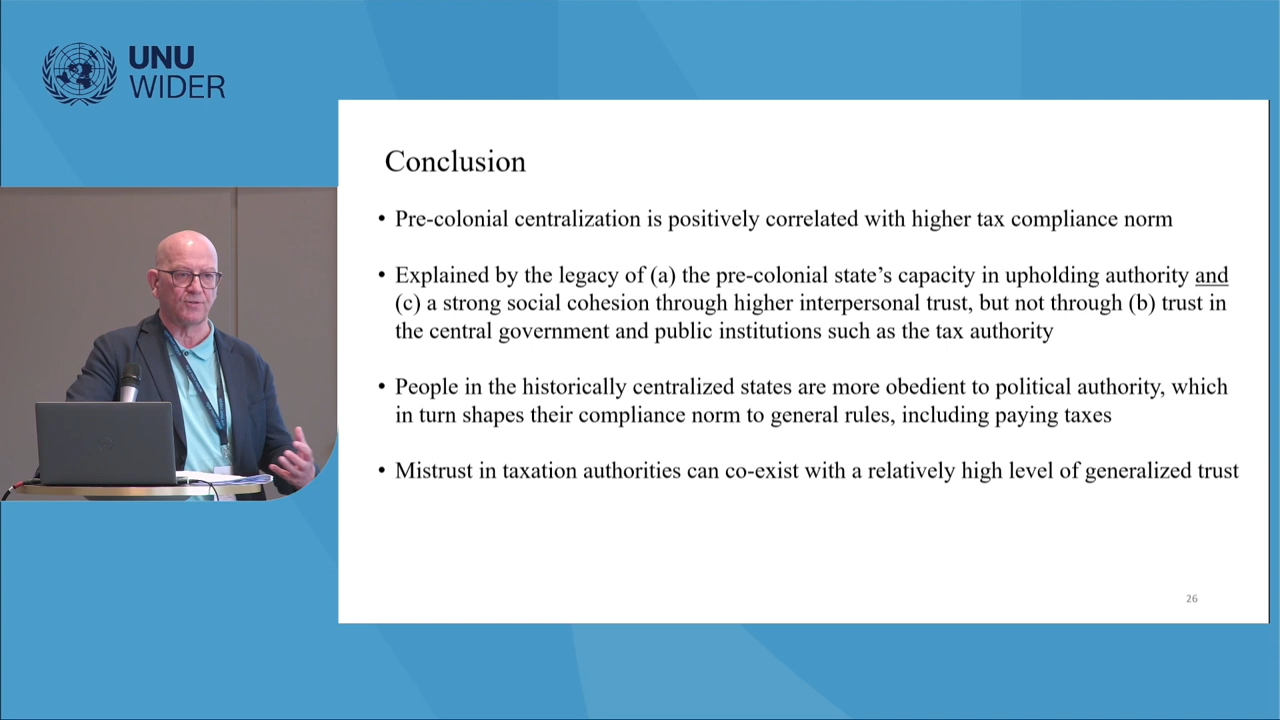 UNU
WIDER
Conclusion
• Pre-colonial centralization is positively correlated with higher tax compliance norm
• Explained by the legacy of (a) the pre-colonial state’s capacity in upholding authority and
(c) a strong social cohesion through higher interpersonal trust, but not through (b) trust in
the central government and public institutions such as the tax authority
• People in the historically centralized states are more obedient to political authority, which
in turn shapes their compliance norm to general rules, including paying taxes
• Mistrust in taxation authorities can co-exist with a relatively high level of generalized trust
26